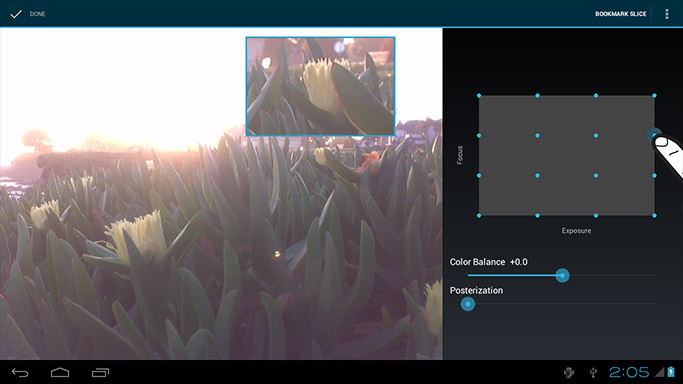 DONE
BOOKMARK SLICE
Focus
Exposure
Color Balance +0.0
Posterization
2:05